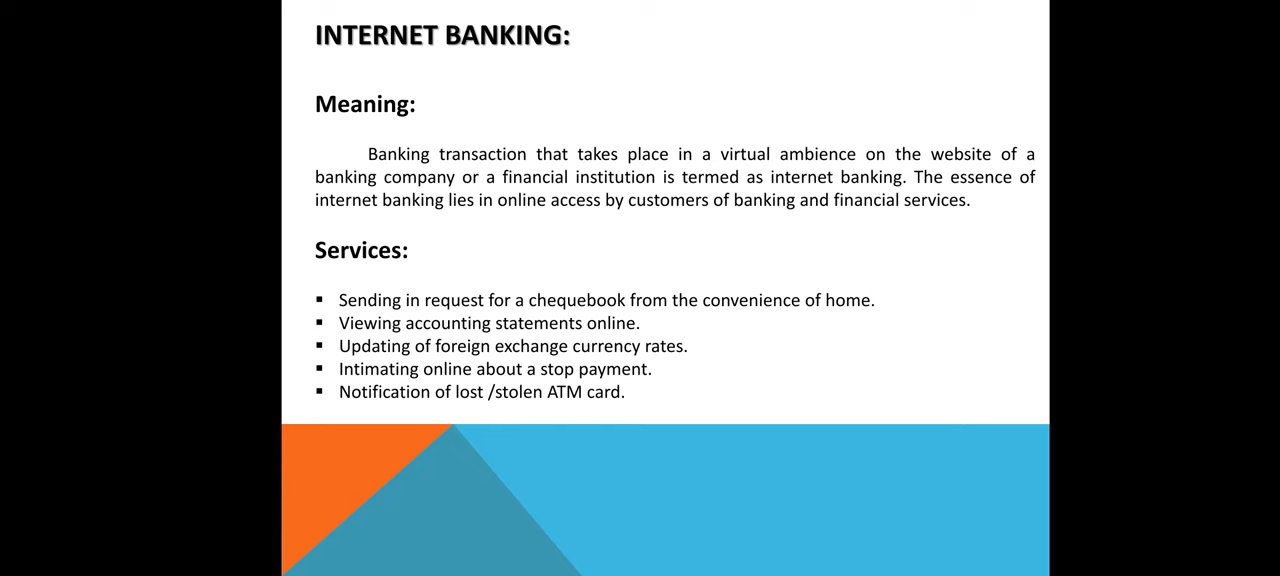 INTERNET BANKING:
Meaning:
Banking transaction that takes place in a virtual ambience on the website of a
banking company or a financial institution is termed as internet banking. The essence of
internet banking lies in online access by customers of banking and financial services.
Services:
▪ Sending in request for a chequebook from the convenience of home.
▪ Viewing accounting statements online.
▪ Updating of foreign exchange currency rates.
▪ Intimating online about a stop payment.
▪ Notification of lost /stolen ATM card.